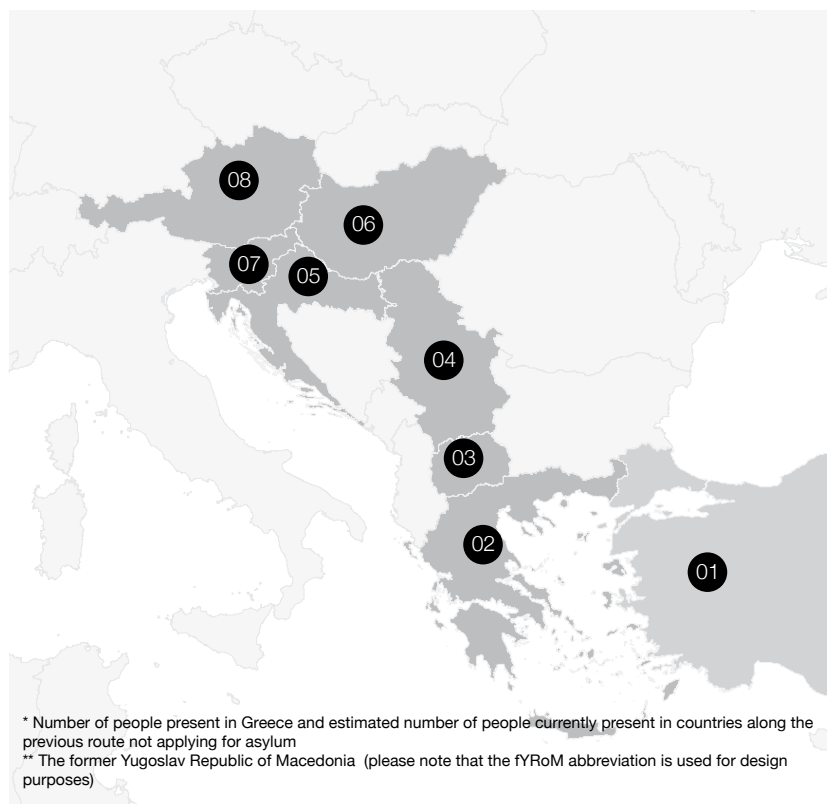 08
06
07
05
04
03
02
01
* Number of people present in Greece and estimated number of people currently present in countries along the
previous route not applying for asylum
** The former Yugoslav Republic of Macedonia  (please note that the fYRoM abbreviation is used for design
purposes)